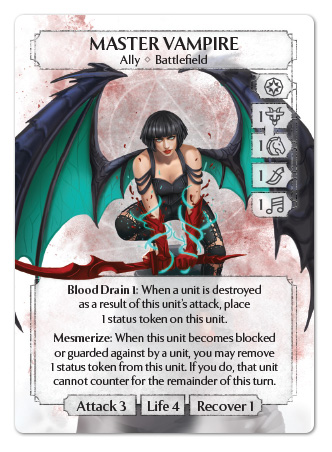 MASTER VAMPIRE
Ally ◇ Battlefield
1
1
1
1
Blood Drain 1: When a unit is destroyed
as a result of this unit's attack, place
1 status token on this unit.
Mesmerize: When this unit becomes blocked
or guarded against by a unit, you may remove
1 status token from this unit. If you do, that unit
cannot counter for the remainder of this turn.
Attack 3 Life 4 Recover 1